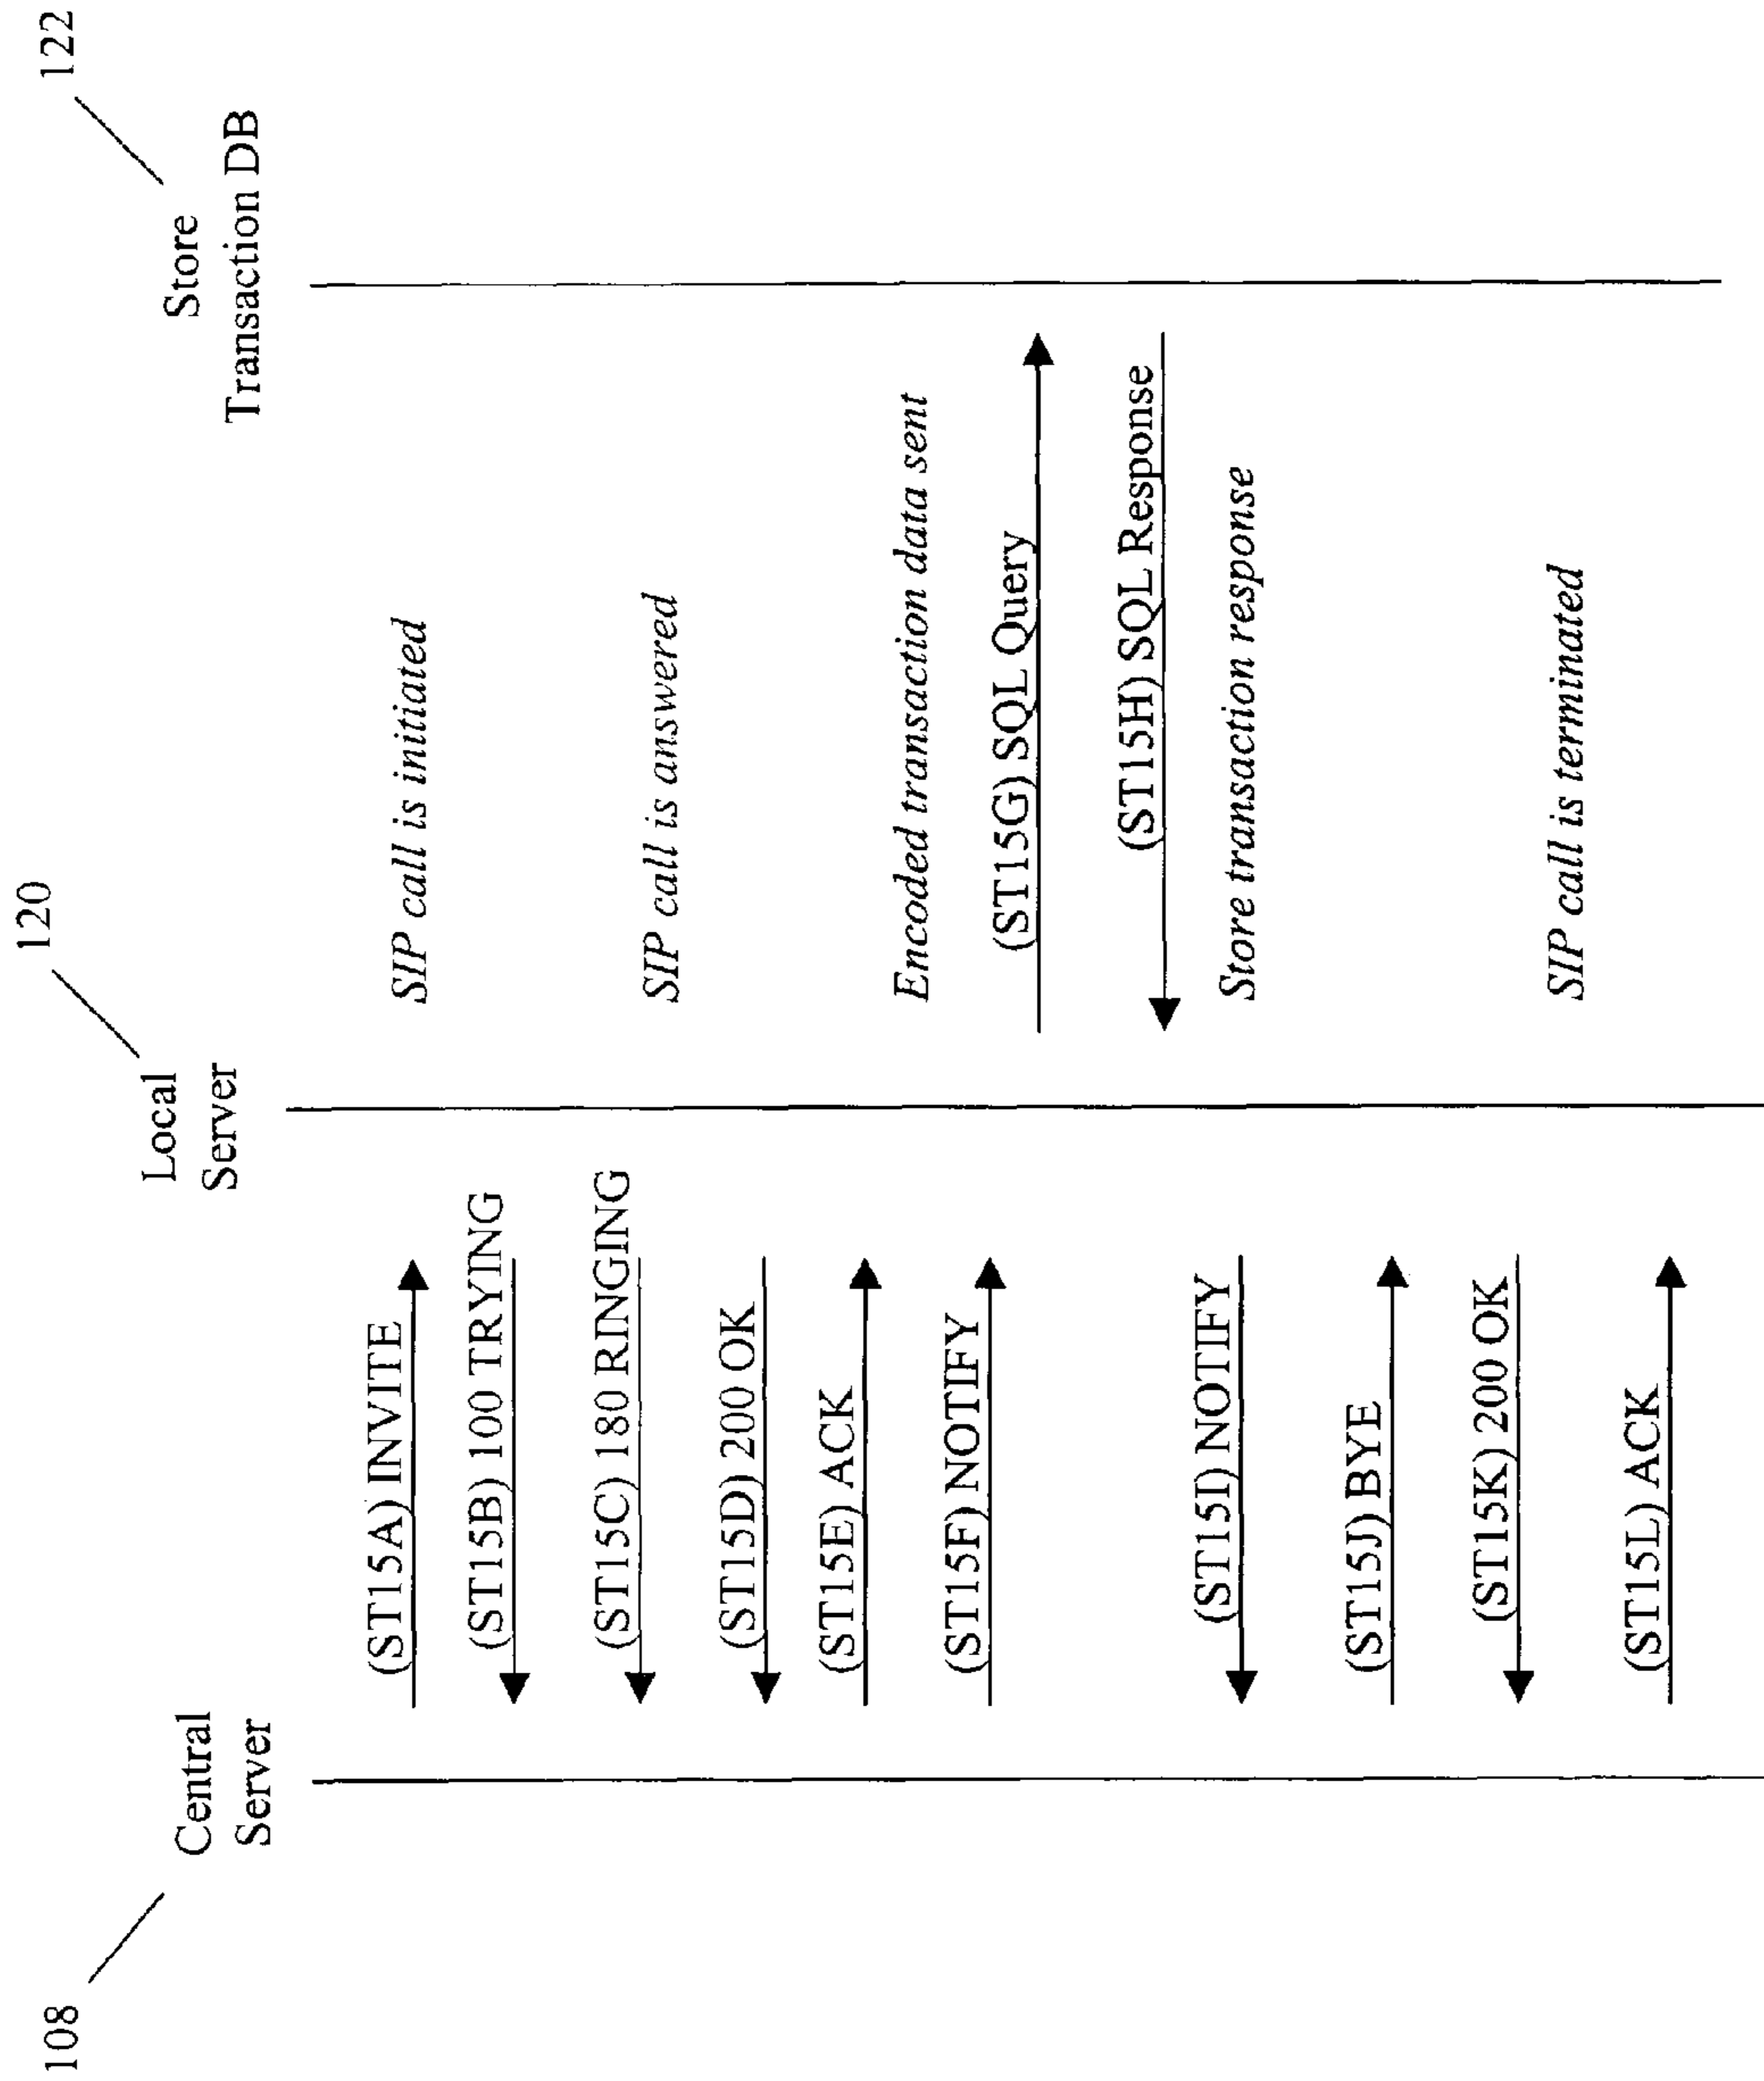 108
Central
Server
120
Local
Server
122
Store
Transaction DB
(ST15A) INVITE
SIP call is initiated
(ST15B) 100 TRYING
(ST15C) 180 RINGING
SIP call is answered
(ST15D) 200 OK
(ST15E) ACK
Encoded transaction data sent
(ST15F) NOTIFY
(ST15G) SQL Query
(ST15H) SQL Response
(ST15I) NOTIFY
Store transaction response
(ST15J) BYE
(ST15K) 200 OK
SIP call is terminated
(ST15L) ACK